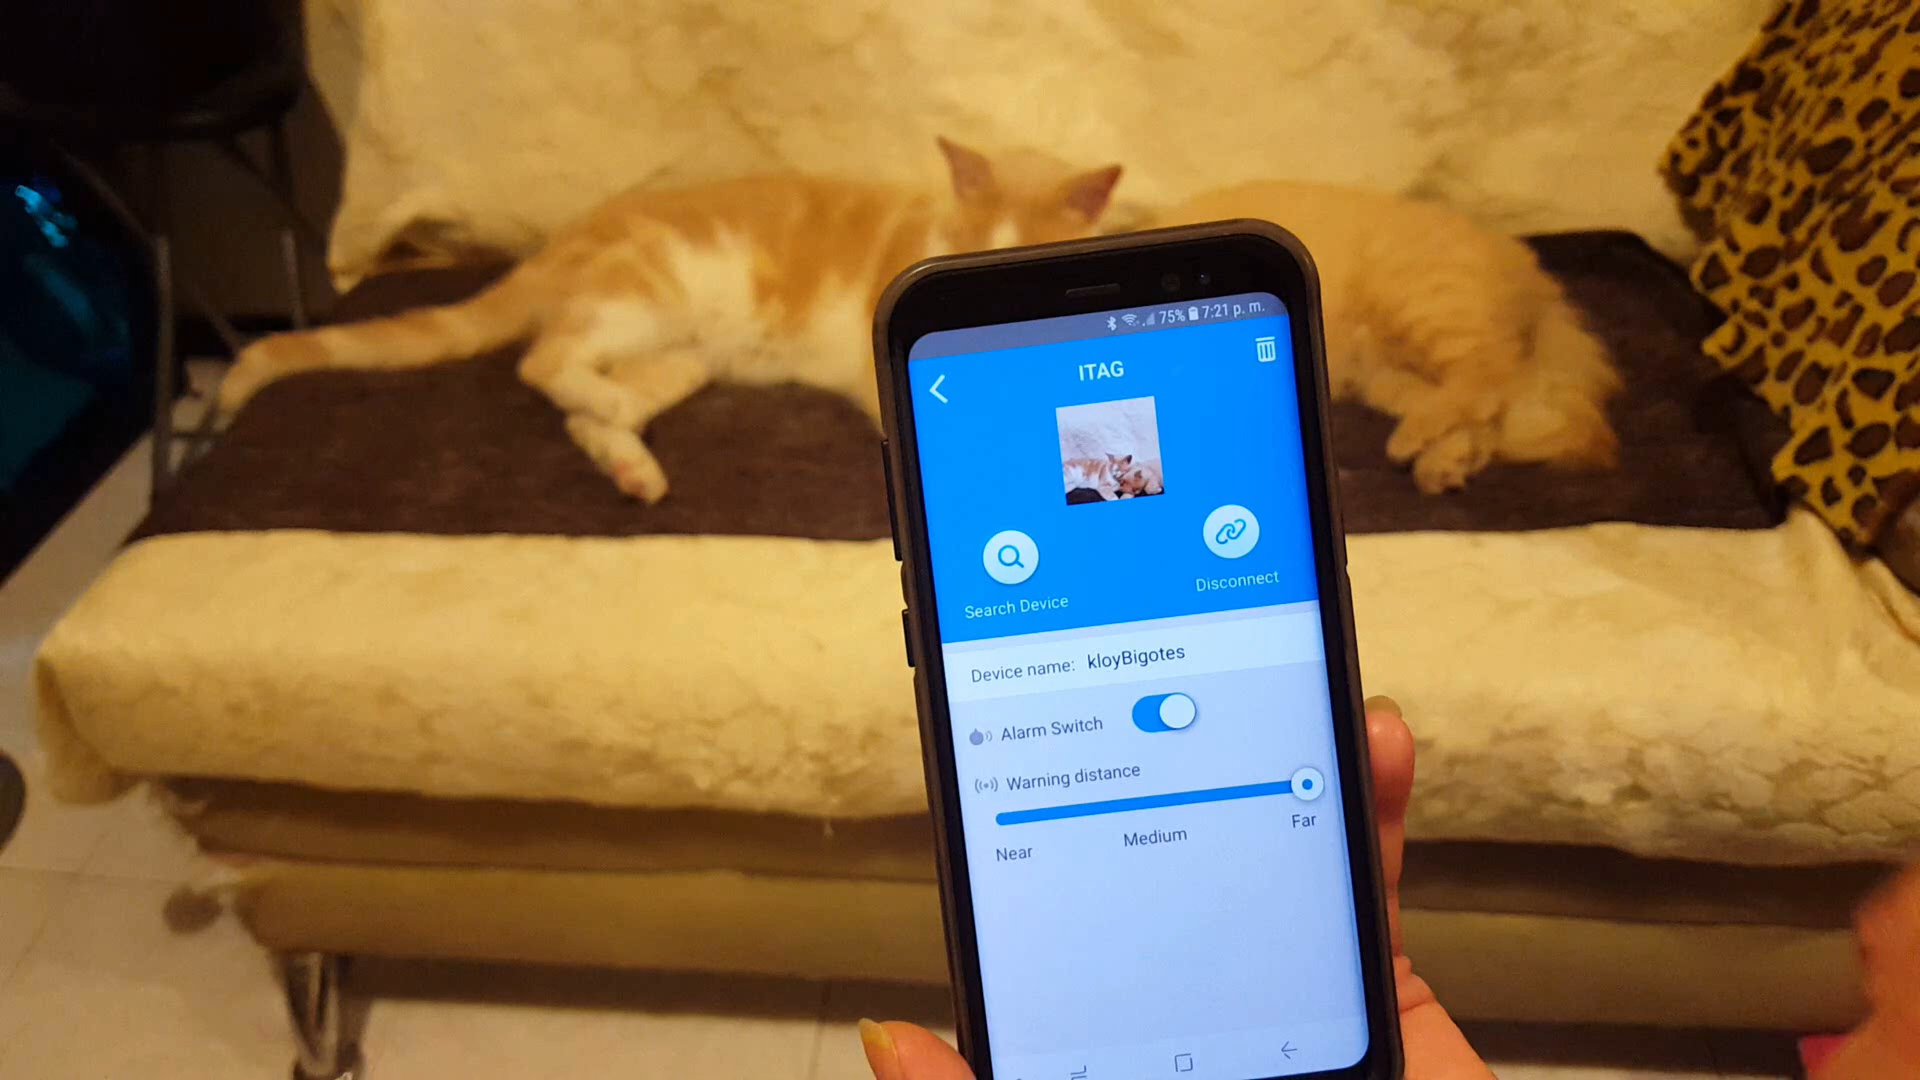 75% 7:21 p. m.
ITAG
Search Device
Disconnect
Device name: kloyBigotes
Alarm Switch
Warning distance
Near
Medium
Far